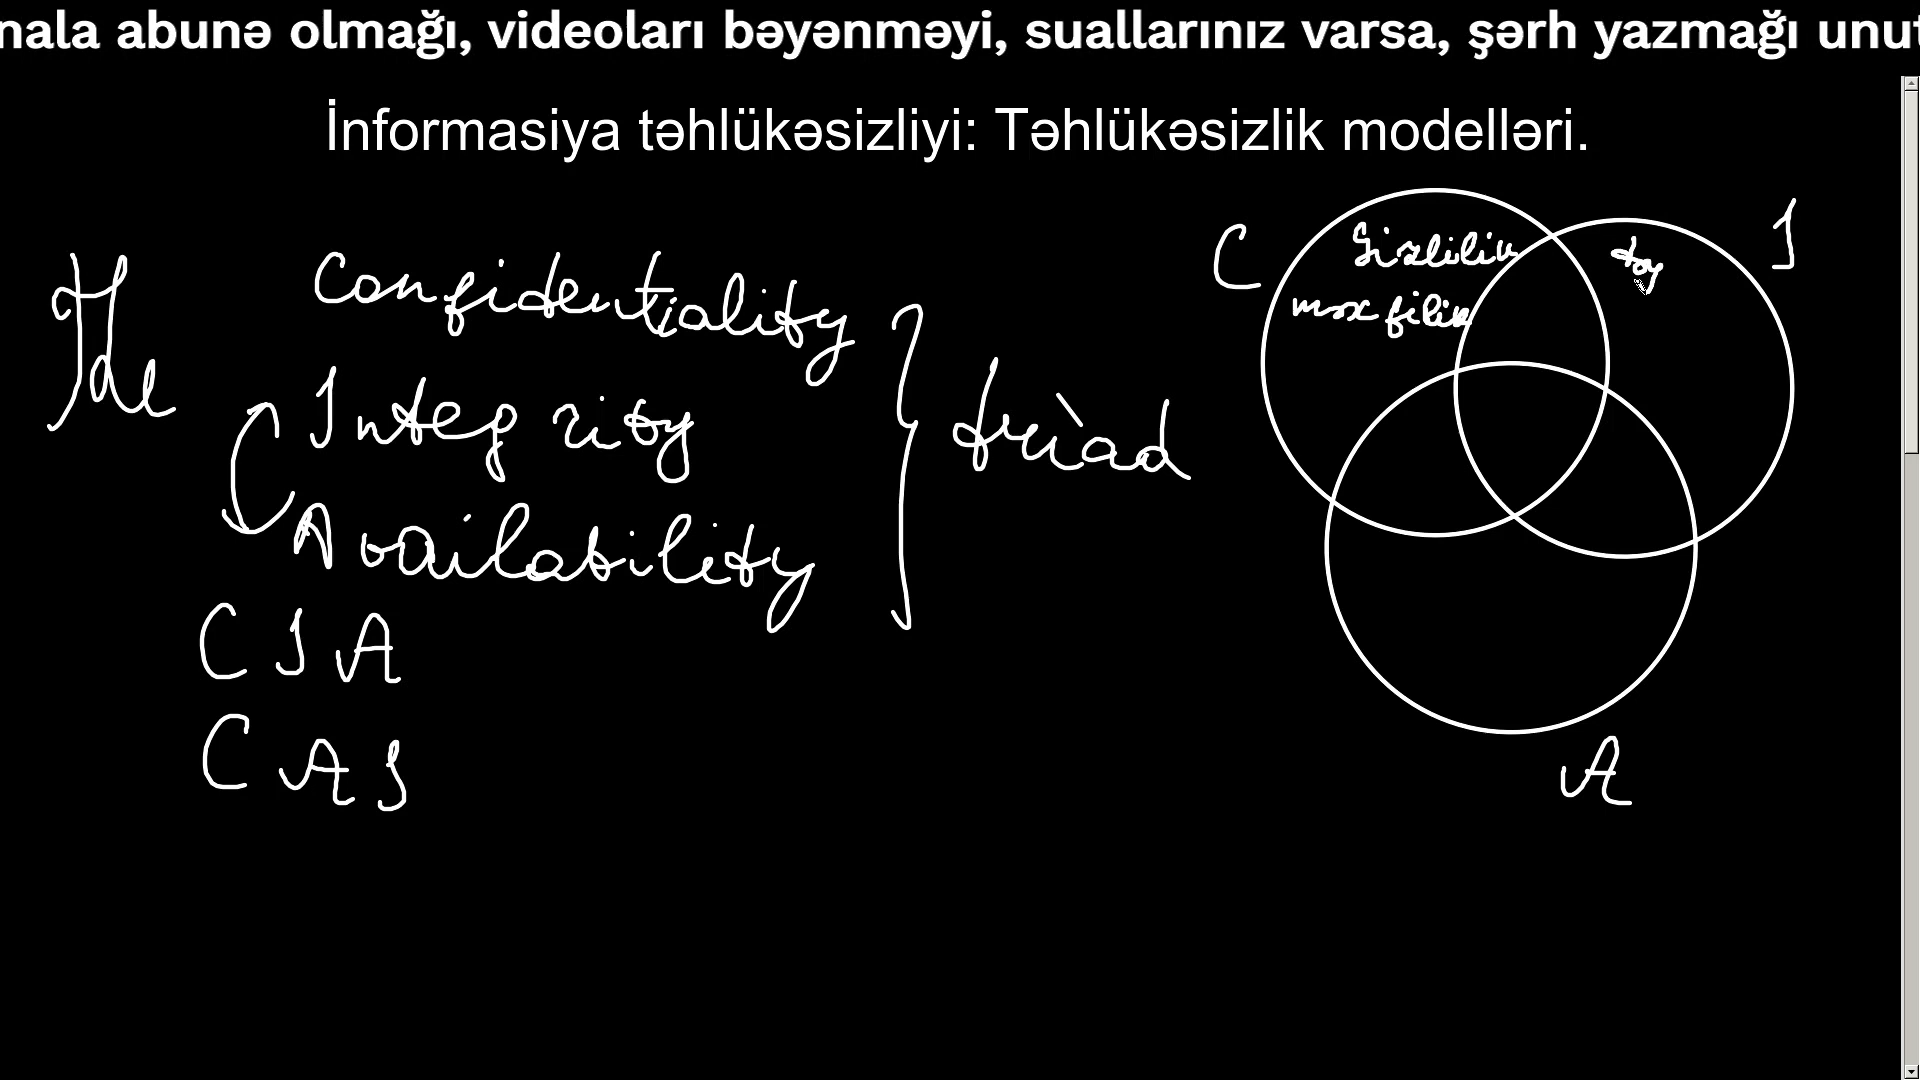 nala abunə olmağı, videoları bəyənməyi, suallarınız varsa, şərh yazmağı unut
İnformasiya təhlükəsizliyi: Təhlükəsizlik modelləri.
The
Confidentiality
Integrity
Availability
triad
CIA
CAI
C
Gizlilik
məxfilik
I
A